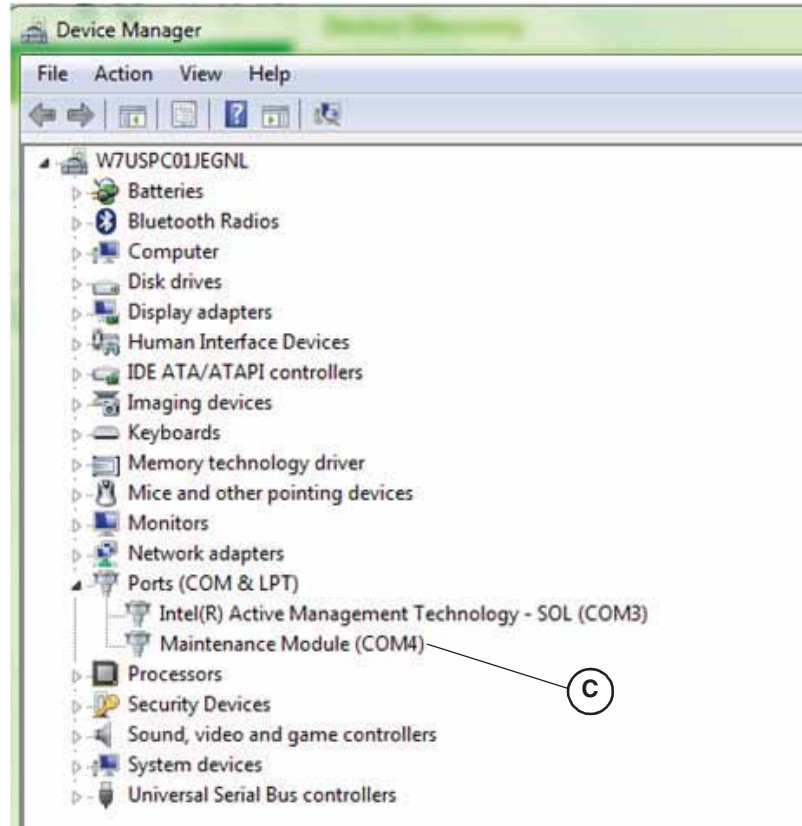 Device Manager
File Action View Help
W7USPC01JEGNL
Batteries
Bluetooth Radios
Computer
Disk drives
Display adapters
Human Interface Devices
IDE ATA/ATAPI controllers
Imaging devices
Keyboards
Memory technology driver
Mice and other pointing devices
Monitors
Network adapters
Ports (COM & LPT)
Intel(R) Active Management Technology - SOL (COM3)
Maintenance Module (COM4)
C
Processors
Security Devices
Sound, video and game controllers
System devices
Universal Serial Bus controllers